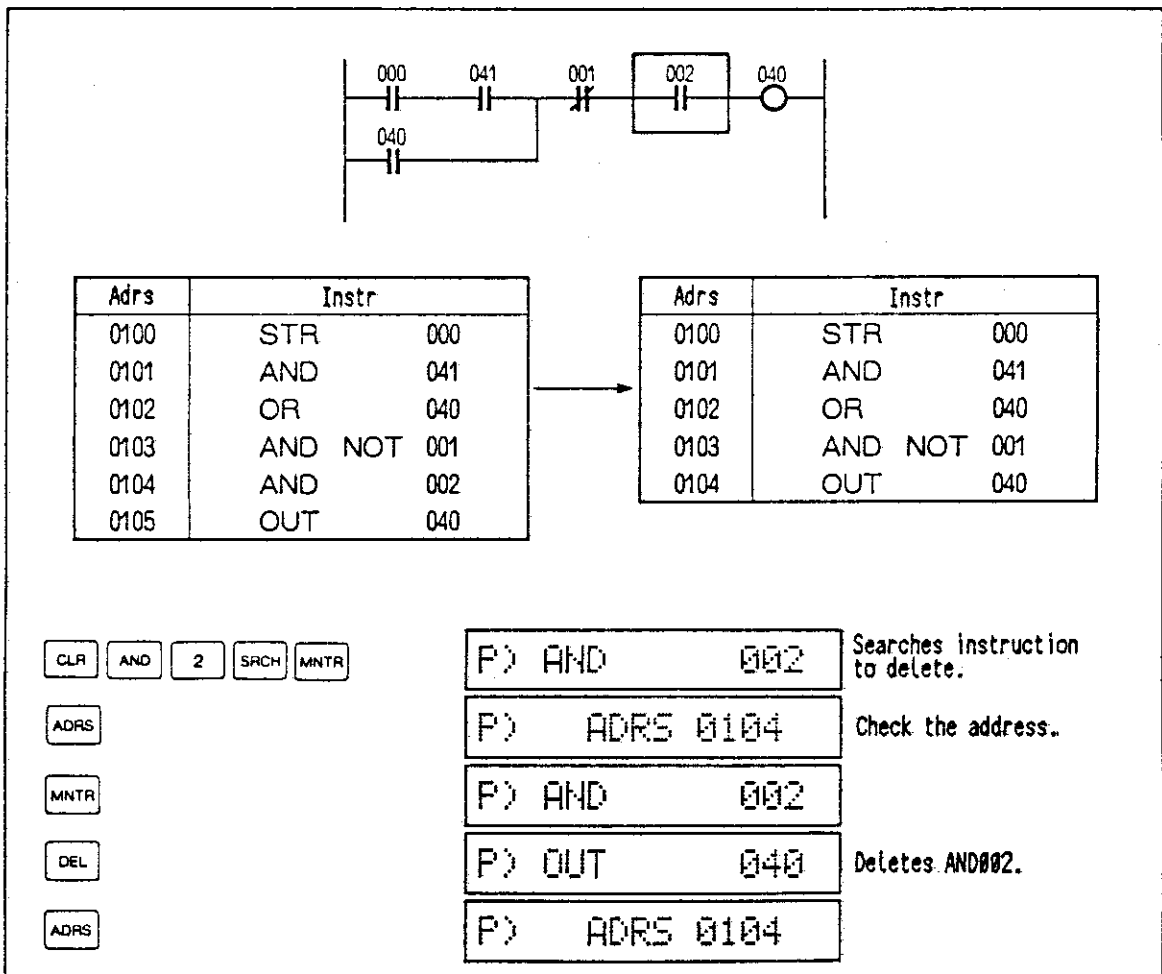 000 041 001 002 040
040
Adrs Instr
0100 STR 000
0101 AND 041
0102 OR 040
0103 AND NOT 001
0104 AND 002
0105 OUT 040
Adrs Instr
0100 STR 000
0101 AND 041
0102 OR 040
0103 AND NOT 001
0104 OUT 040
CLR AND 2 SRCH MNTR
P) AND 002
Searches instruction
to delete.
ADRS
P) ADRS 0104
Check the address.
MNTR
P) AND 002
DEL
P) OUT 040
Deletes AND002.
ADRS
P) ADRS 0104